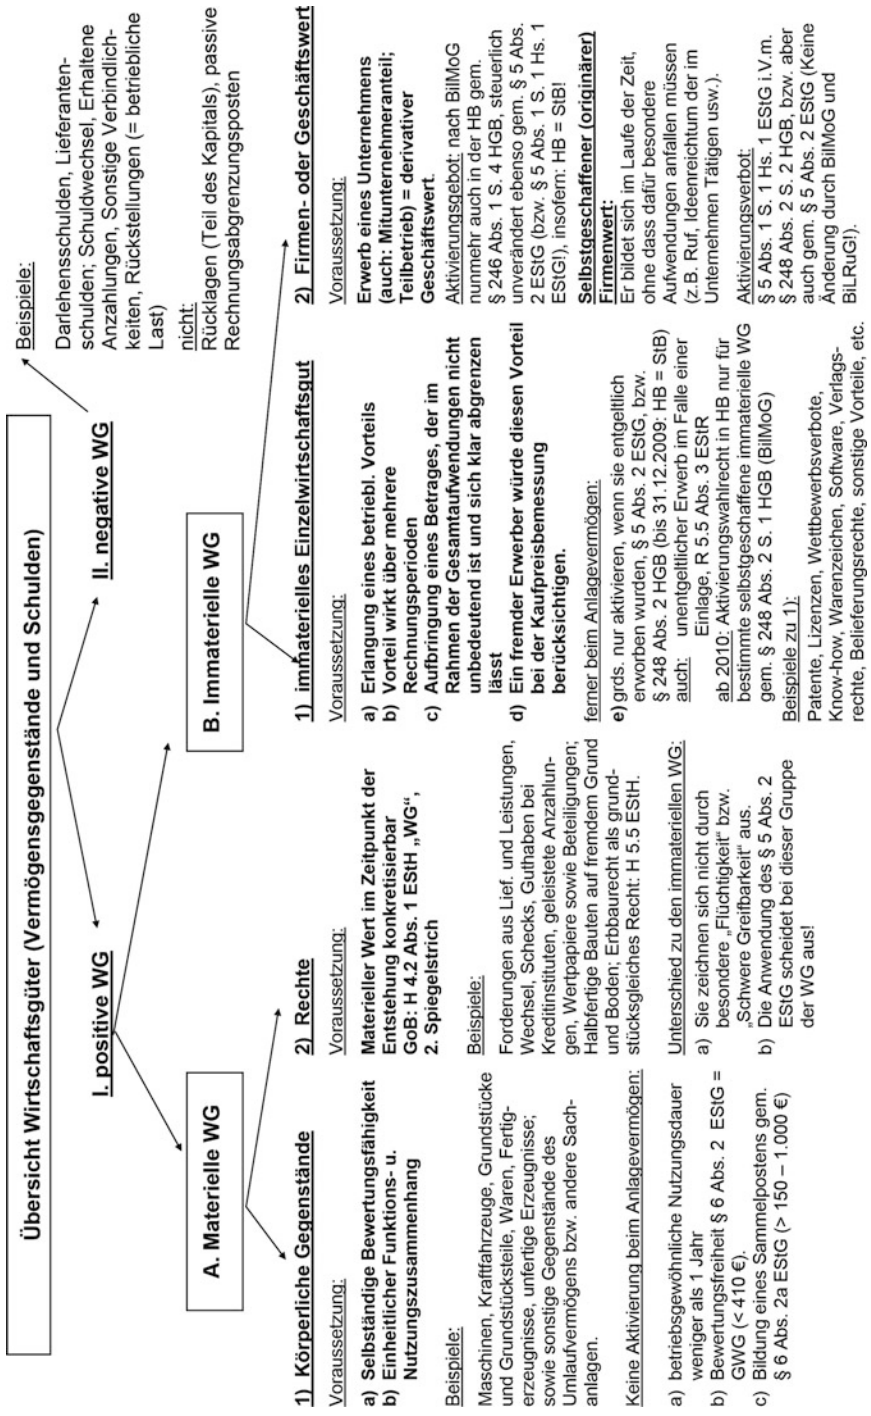 Übersicht Wirtschaftsgüter (Vermögensgegenstände und Schulden)
I. positive WG
II. negative WG
Beispiele:
Darlehensschulden, Lieferanten-
schulden; Schuldwechsel, Erhaltene
Anzahlungen, Sonstige Verbindlich-
keiten, Rückstellungen (= betriebliche
Last)
nicht:
Rücklagen (Teil des Kapitals), passive
Rechnungsabgrenzungsposten
A. Materielle WG
B. Immaterielle WG
1) Körperliche Gegenstände
Voraussetzung:
a) Selbständige Bewertungsfähigkeit
b) Einheitlicher Funktions- u.
Nutzungszusammenhang
Beispiele:
Maschinen, Kraftfahrzeuge, Grundstücke
und Grundstücksteile, Waren, Fertig-
erzeugnisse, unfertige Erzeugnisse;
sowie sonstige Gegenstände des
Umlaufvermögens bzw. andere Sach-
anlagen.
Keine Aktivierung beim Anlagevermögen:
a) betriebsgewöhnliche Nutzungsdauer
weniger als 1 Jahr
b) Bewertungsfreiheit § 6 Abs. 2 EStG =
GWG (< 410 €).
c) Bildung eines Sammelpostens gem.
§ 6 Abs. 2a EStG (> 150 – 1.000 €)
2) Rechte
Voraussetzung:
Materieller Wert im Zeitpunkt der
Entstehung konkretisierbar
GoB: H 4.2 Abs. 1 EStH „WG“,
2. Spiegelstrich
Beispiele:
Forderungen aus Lief. und Leistungen,
Wechsel, Schecks, Guthaben bei
Kreditinstituten, geleistete Anzahlun-
gen, Wertpapiere sowie Beteiligungen;
Halbfertige Bauten auf fremdem Grund
und Boden; Erbbaurecht als grund-
stücksgleiches Recht: H 5.5 EStH.
Unterschied zu den immateriellen WG:
a) Sie zeichnen sich nicht durch
besondere „Flüchtigkeit“ bzw.
„Schwere Greifbarkeit“ aus.
b) Die Anwendung des § 5 Abs. 2
EStG scheidet bei dieser Gruppe
der WG aus!
1) immaterielles Einzelwirtschaftsgut
Voraussetzung:
a) Erlangung eines betriebl. Vorteils
b) Vorteil wirkt über mehrere
Rechnungsperioden
c) Aufbringung eines Betrages, der im
Rahmen der Gesamtaufwendungen nicht
unbedeutend ist und sich klar abgrenzen
lässt
d) Ein fremder Erwerber würde diesen Vorteil
bei der Kaufpreisbemessung
berücksichtigen.
ferner beim Anlagevermögen:
e) grds. nur aktivieren, wenn sie entgeltlich
erworben wurden, § 5 Abs. 2 EStG, bzw.
§ 248 Abs. 2 HGB (bis 31.12.2009: HB = StB)
auch: unentgeltlicher Erwerb im Falle einer
Einlage, R 5.5 Abs. 3 EStR
ab 2010: Aktivierungswahlrecht in HB nur für
bestimmte selbstgeschaffene immaterielle WG
gem. § 248 Abs. 2 S. 1 HGB (BilMoG)
Beispiele zu 1):
Patente, Lizenzen, Wettbewerbsverbote,
Know-how, Warenzeichen, Software, Verlags-
rechte, Belieferungsrechte, sonstige Vorteile, etc.
2) Firmen- oder Geschäftswert
Voraussetzung:
Erwerb eines Unternehmens
(auch: Mitunternehmeranteil;
Teilbetrieb) = derivativer
Geschäftswert.
Aktivierungsgebot: nach BilMoG
nunmehr auch in der HB gem.
§ 246 Abs. 1 S. 4 HGB, steuerlich
unverändert ebenso gem. § 5 Abs.
2 EStG (bzw. § 5 Abs. 1 S. 1 Hs. 1
EStG!), insofern: HB = StB!
Selbstgeschaffener (originärer)
Firmenwert:
Er bildet sich im Laufe der Zeit,
ohne dass dafür besondere
Aufwendungen anfallen müssen
(z.B. Ruf, Ideenreichtum der im
Unternehmen Tätigen usw.).
Aktivierungsverbot:
§ 5 Abs. 1 S. 1 Hs. 1 EStG i.V.m.
§ 248 Abs. 2 S. 2 HGB, bzw. aber
auch gem. § 5 Abs. 2 EStG (Keine
Änderung durch BilMoG und
BiLRuG!).